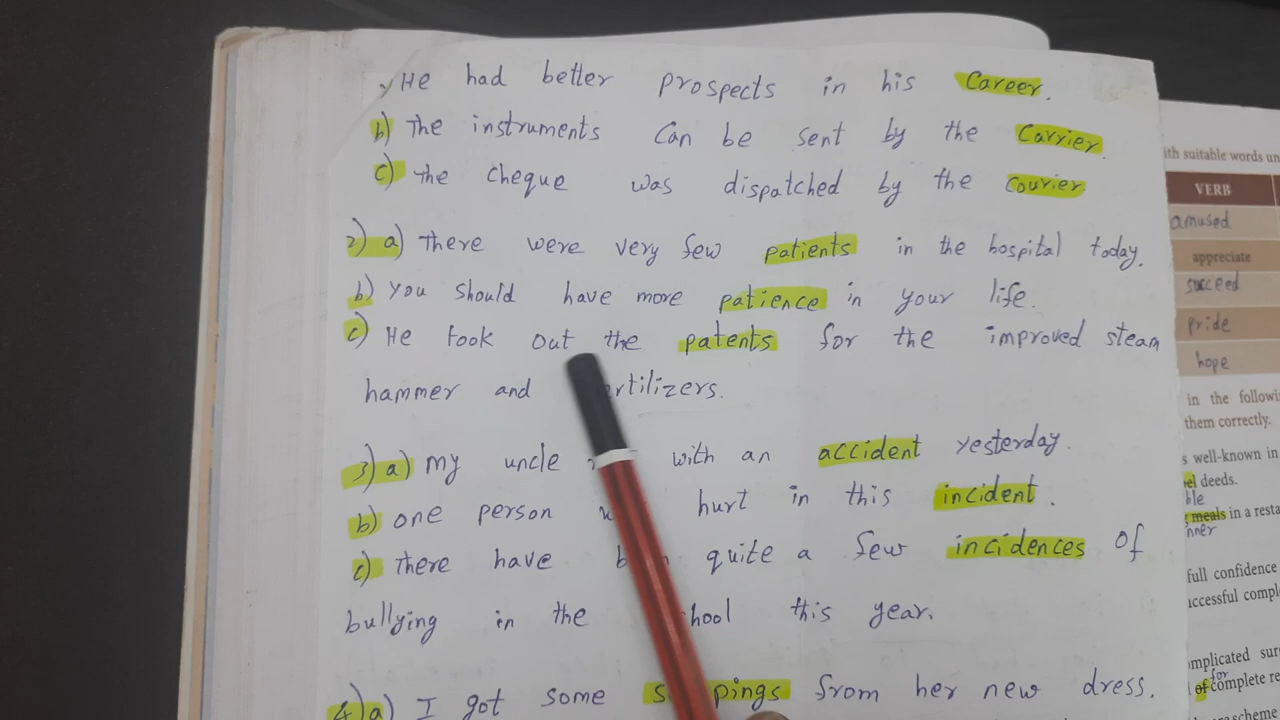 He had better prospects in his Career.
b) The instruments can be sent by the Carrier.
c) The cheque was dispatched by the Courier
2) a) There were very few patients in the hospital today.
b) You should have more patience in your life.
c) He took out the patents for the improved steam
hammer and rtilizers.
3) a) My uncle with an accident yesterday.
b) One person hurt in this incident.
c) There have quite a few incidences of
bullying in the hool this year.
4) a) I got some s pings from her new dress.
ith suitable words un
VERB
amused
appreciate
succeed
pride
hope
in the followi
them correctly.
s well-known in
el deeds.
ble
meals in a resta
nner
full confidence
uccessful compl
mplicated sur
for
of complete re
scheme